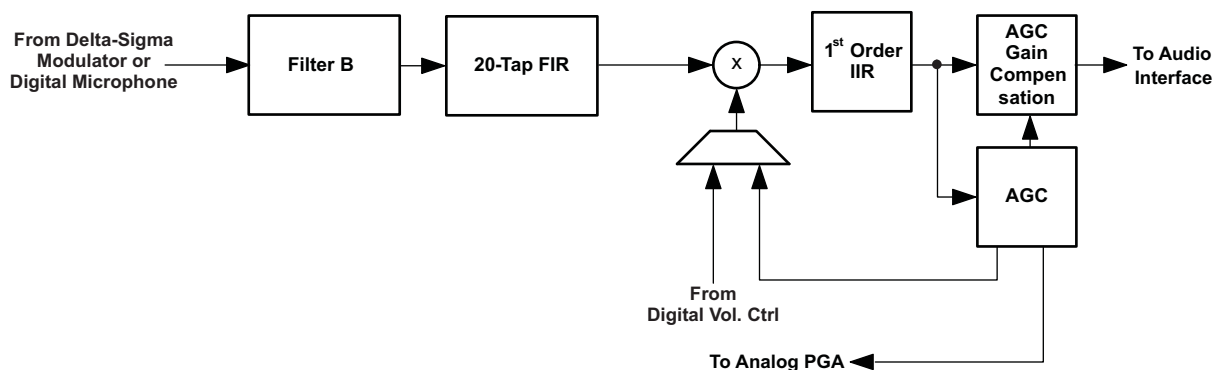 From Delta-Sigma
Modulator or
Digital Microphone
Filter B
20-Tap FIR
X
1st Order
IIR
AGC
Gain
Compen
sation
To Audio
Interface
AGC
From
Digital Vol. Ctrl
To Analog PGA